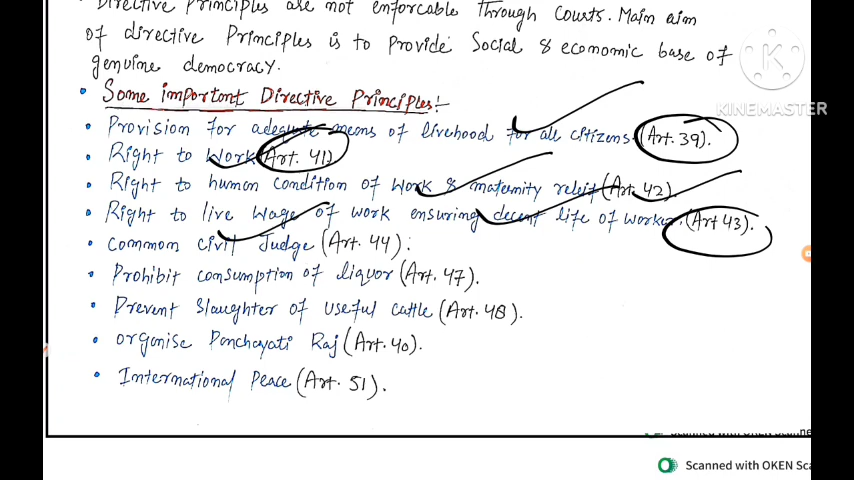 Directive Principles are not enforcable through Courts. Main aim
of directive Principles is to Provide Social & economic base of
genuine democracy.
• Some important Directive Principles:-
• Provision for adequate means of livehood for all citizens (Art. 39).
• Right to Work (Art. 41)
• Right to human condition of Work & maternity releif (Art. 42)
• Right to live wage of work ensuring decent life of worker. (Art 43).
• Common civil Judge (Art. 44).
• Prohibit consumption of liquor (Art. 47).
• Prevent Slaughter of useful cattle (Art. 48).
• organise Panchayati Raj (Art. 40).
• International Peace (Art. 51).
KINEMASTER
Scanned with OKEN